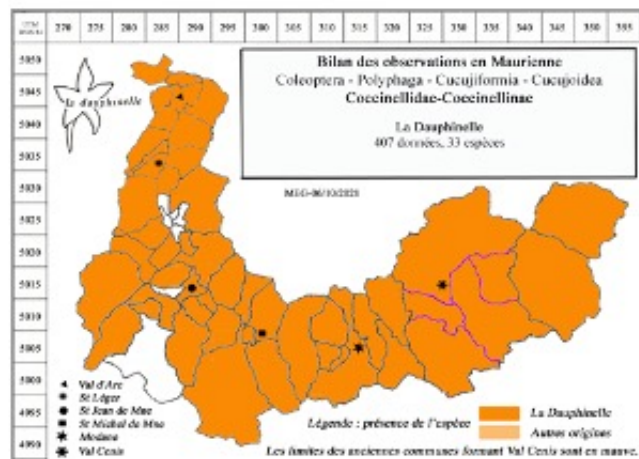 270 275 280 285 290 295 300 305 310 315 320 325 330 335 340 345 350 355
Bilan des observations en Maurienne
Coleoptera - Polyphaga - Cucujiformia - Cucujoidea
Coccinellidae-Coccinellinae
La Dauphinelle
407 données, 33 espèces
la dauphinelle
5050
5045
5040
5035
5030
5025
5020
5015
5010
5005
5000
4995
4990
Val d'Arc
St Léger
St Jean de Mne
St Michel de Mne
Modane
Val Cenis
Légende : présence de l'espèce
La Dauphinelle
Autres origines
Les limites des anciennes communes formant Val Cenis sont en mauve.